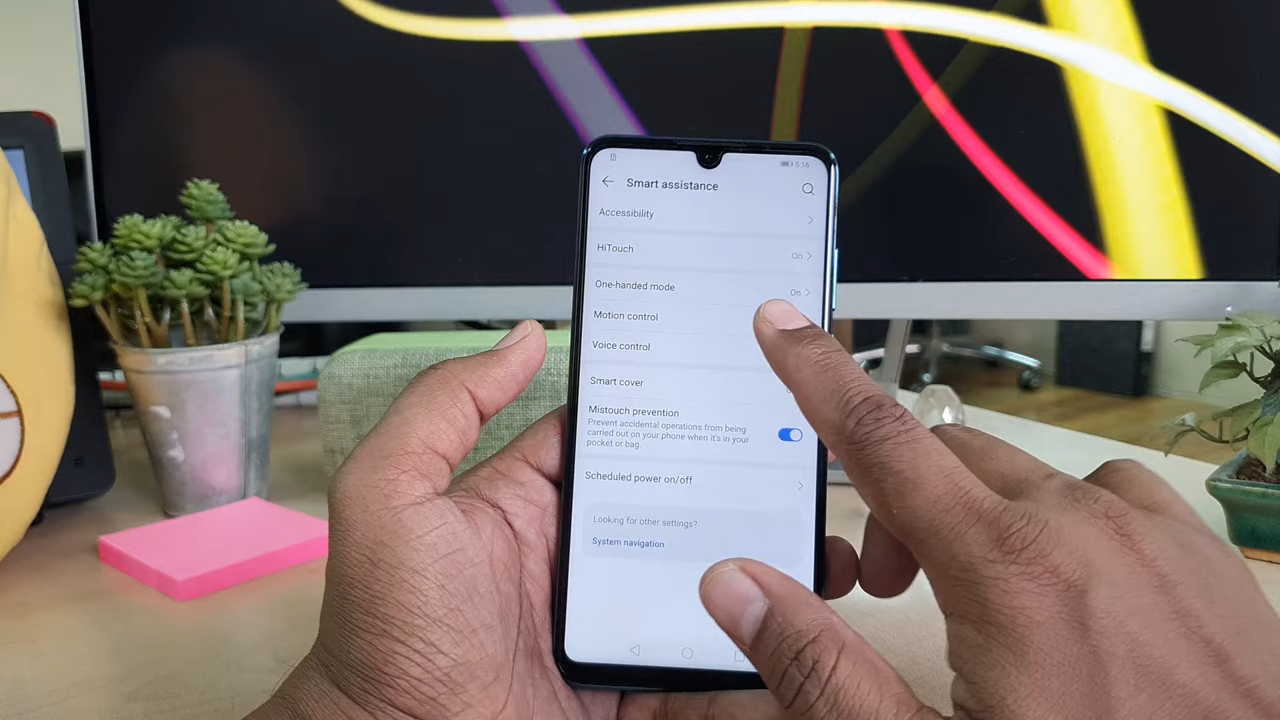 5:16
Smart assistance
Accessibility
HiTouch
On
One-handed mode
On
Motion control
Voice control
Smart cover
Mistouch prevention
Prevent accidental operations from being
carried out on your phone when it's in your
pocket or bag.
Scheduled power on/off
Looking for other settings?
System navigation